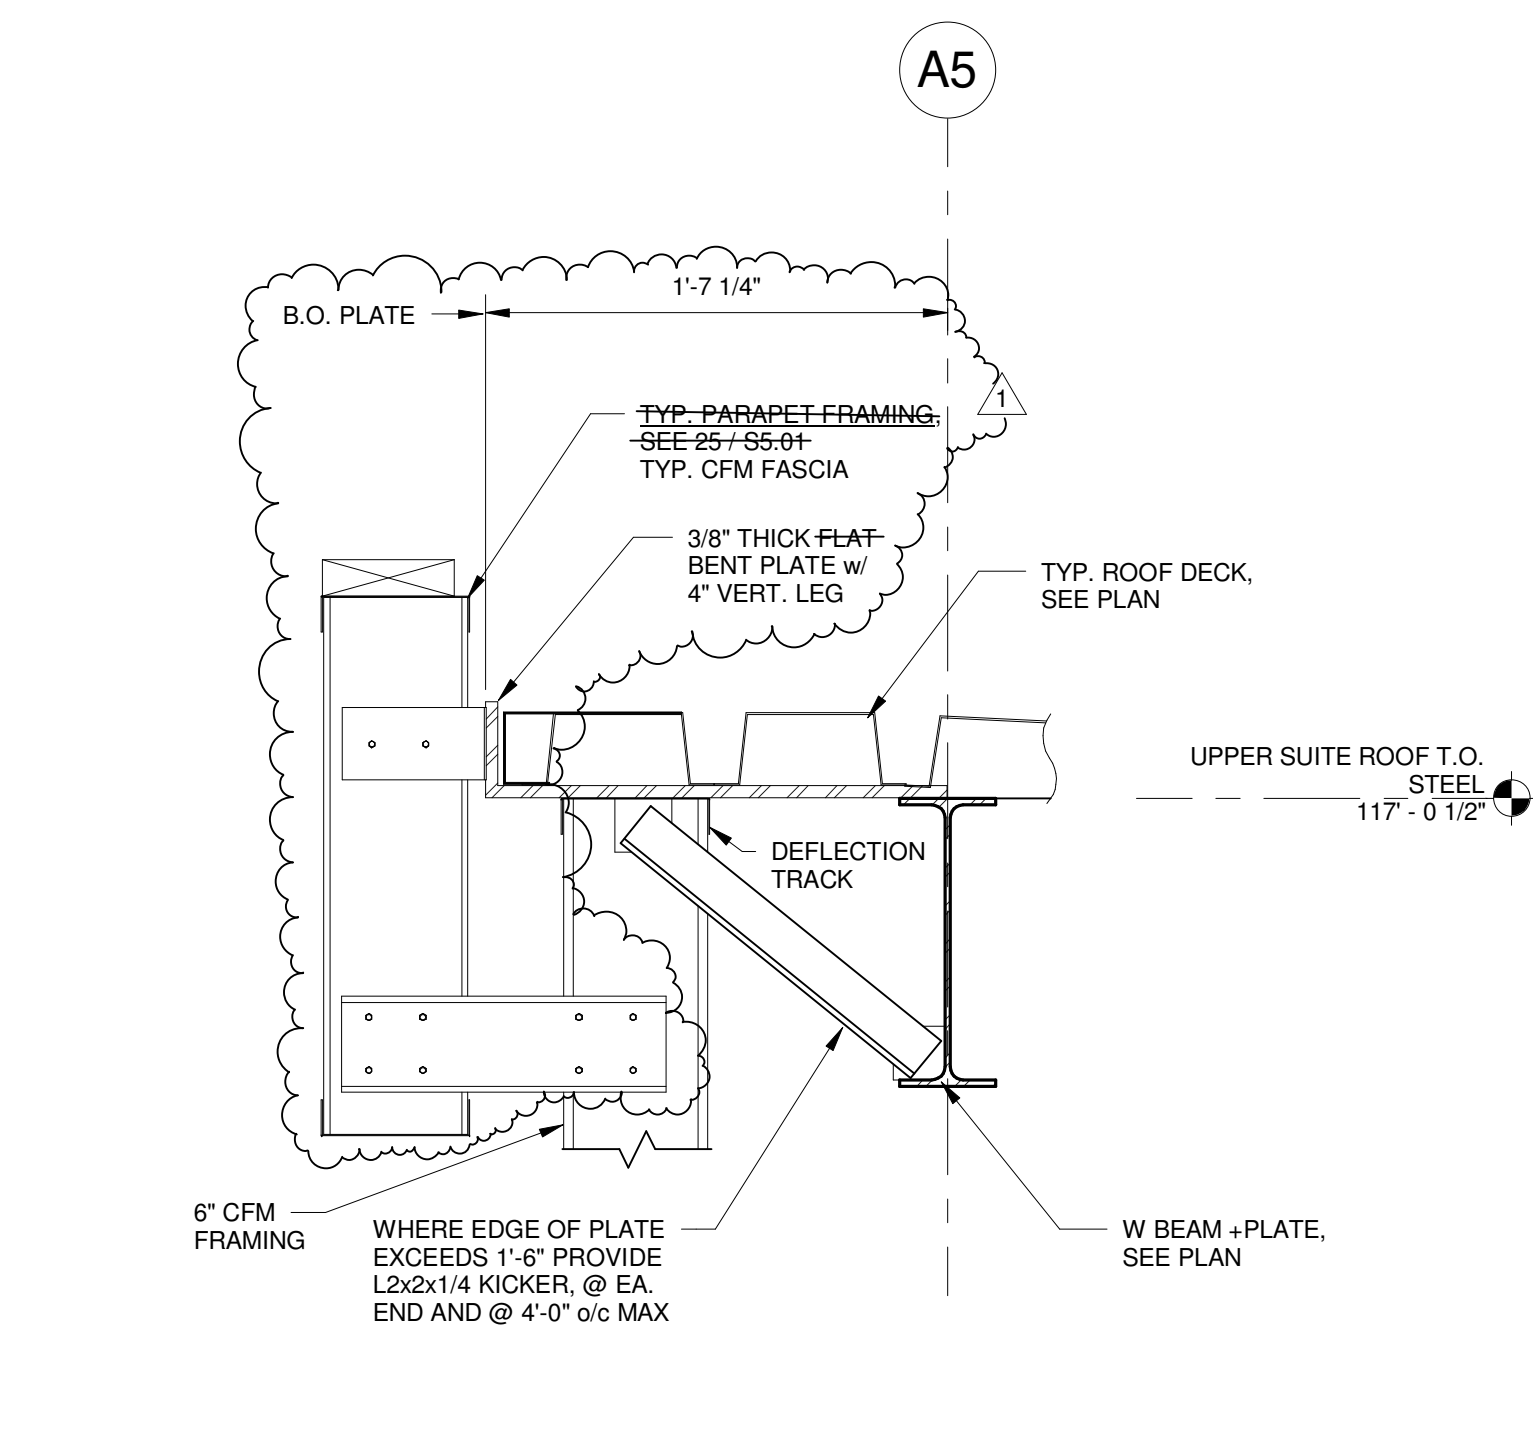 A5
1'-7 1/4"
B.O. PLATE
1
TYP. PARAPET FRAMING,
SEE 25 / S5.01
TYP. CFM FASCIA
3/8" THICK FLAT
BENT PLATE w/
4" VERT. LEG
TYP. ROOF DECK,
SEE PLAN
UPPER SUITE ROOF T.O.
STEEL
117' - 0 1/2"
DEFLECTION
TRACK
6" CFM
FRAMING
WHERE EDGE OF PLATE
EXCEEDS 1'-6" PROVIDE
L2x2x1/4 KICKER, @ EA.
END AND @ 4'-0" o/c MAX
W BEAM +PLATE,
SEE PLAN